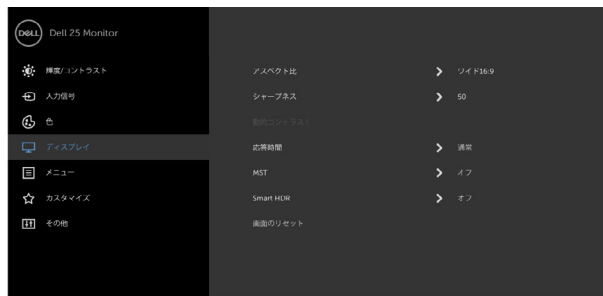 DELL
Dell 25 Monitor
輝度/コントラスト
入力信号
色
ディスプレイ
メニュー
カスタマイズ
その他
アスペクト比 ワイド16:9
シャープネス 50
動的コントラスト
応答時間 通常
MST オフ
Smart HDR オフ
画面のリセット